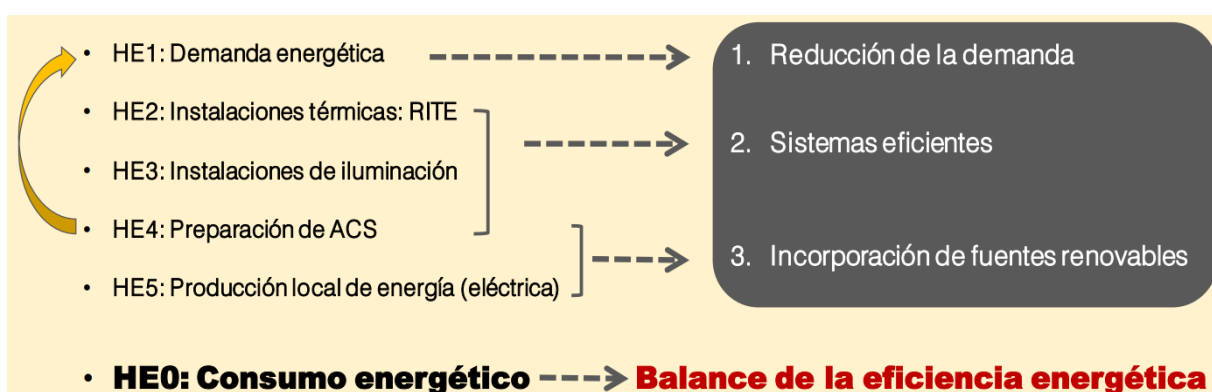 • HE1: Demanda energética
1. Reducción de la demanda
• HE2: Instalaciones térmicas: RITE
2. Sistemas eficientes
• HE3: Instalaciones de iluminación
• HE4: Preparación de ACS
3. Incorporación de fuentes renovables
• HE5: Producción local de energía (eléctrica)
• HE0: Consumo energético Balance de la eficiencia energética